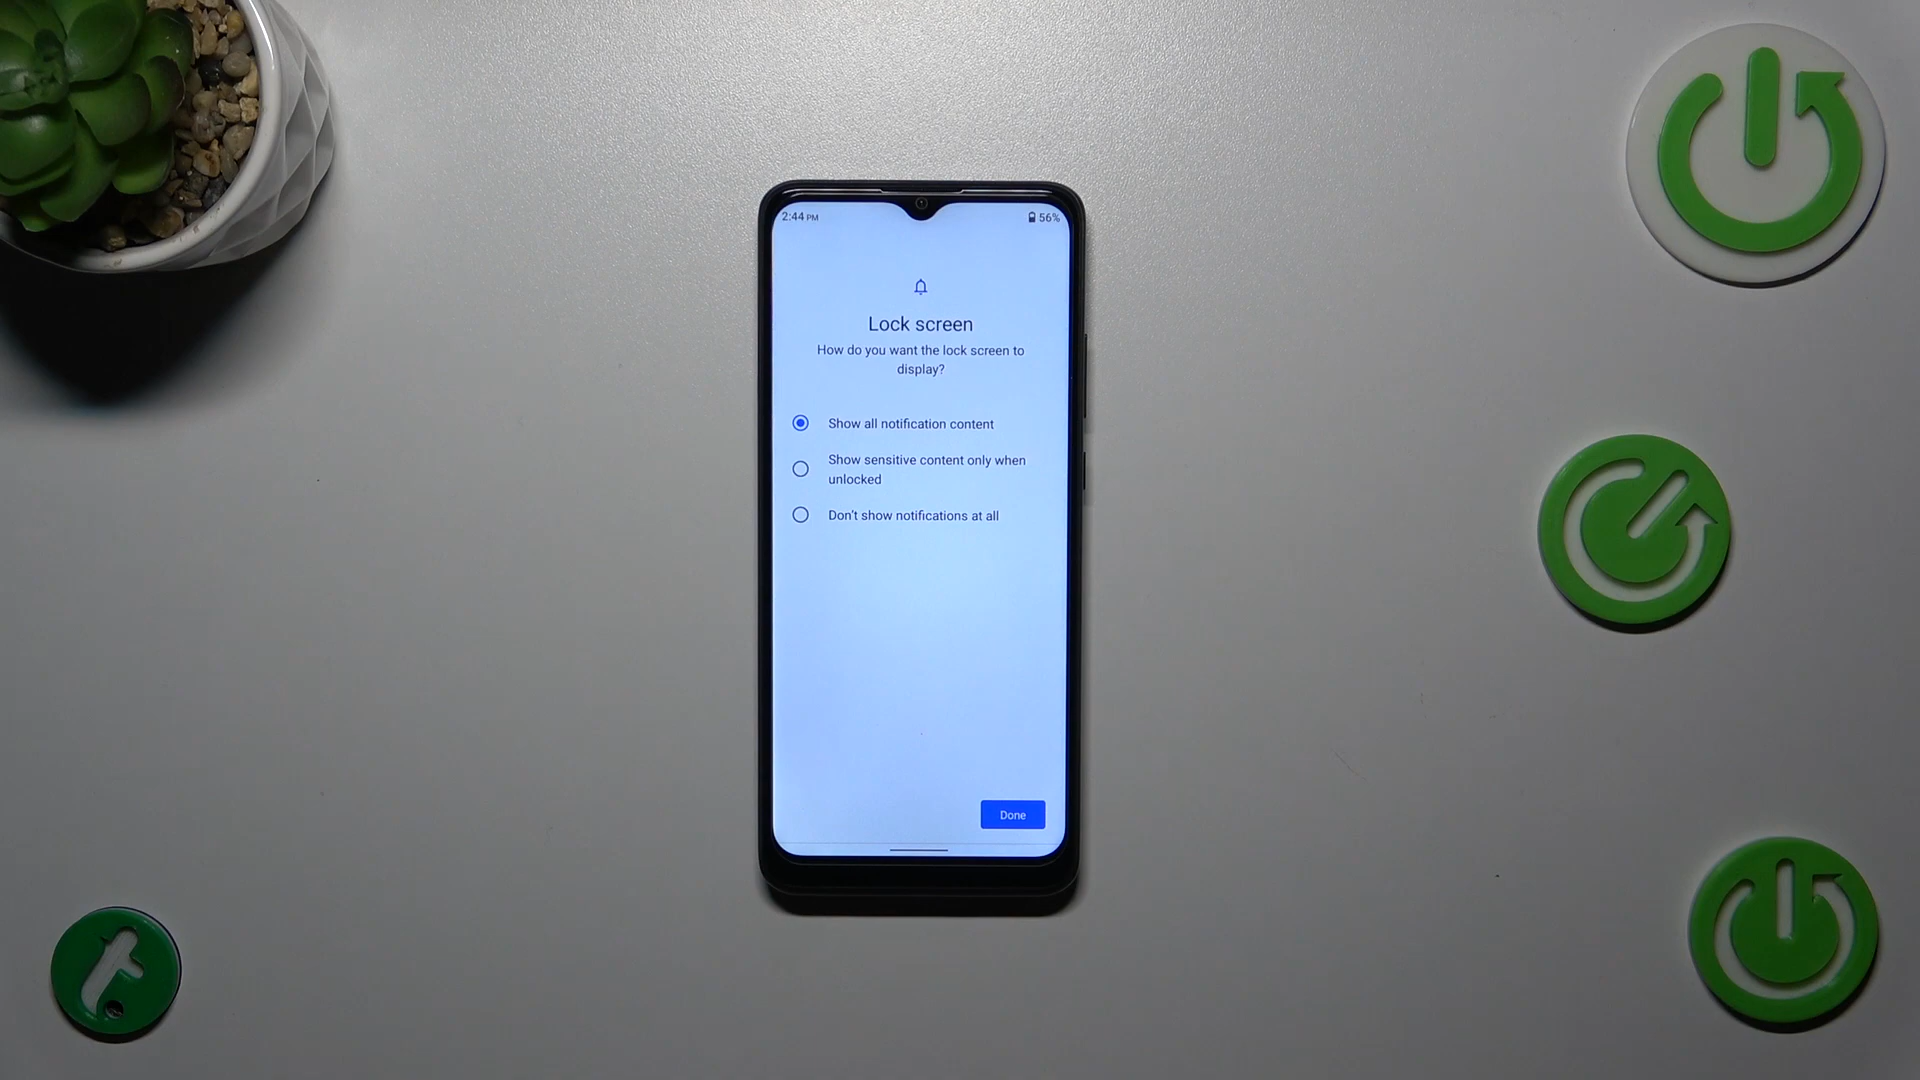 2:44 PM
56%
Lock screen
How do you want the lock screen to
display?
Show all notification content
Show sensitive content only when
unlocked
Don't show notifications at all
Done